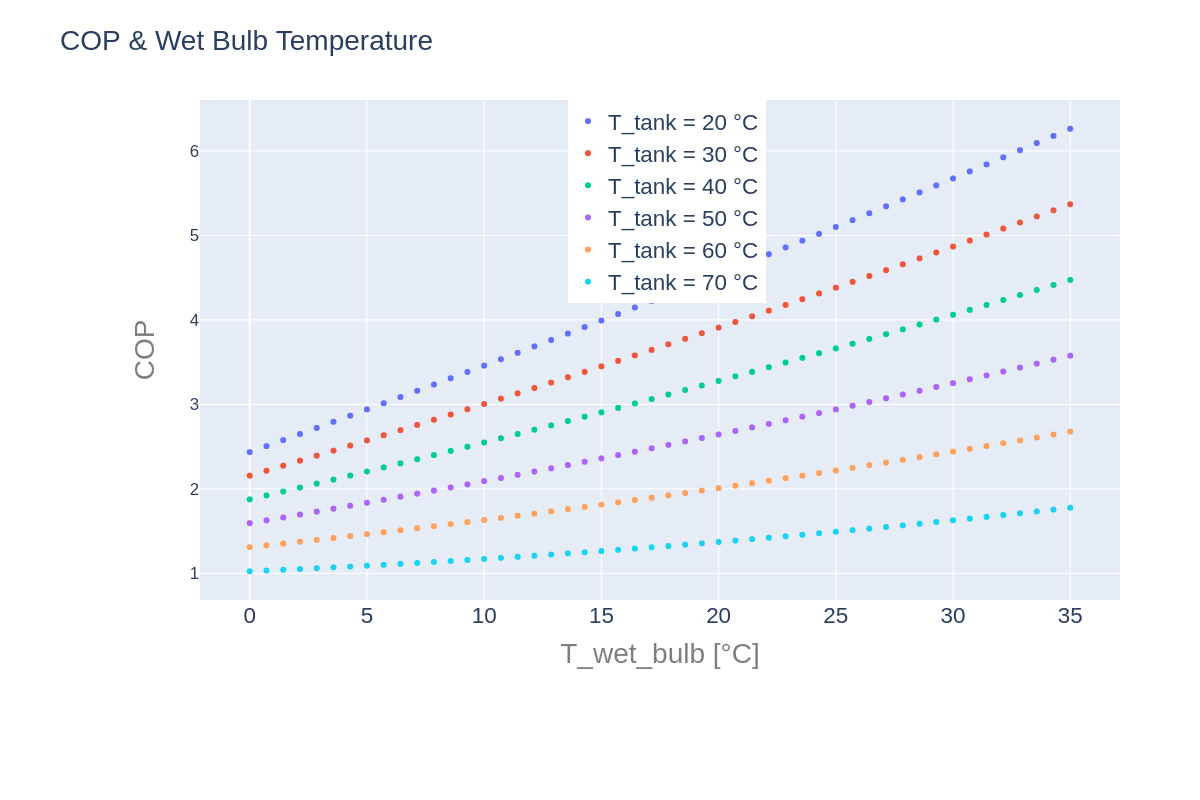 COP & Wet Bulb Temperature
T_tank = 20 °C
T_tank = 30 °C
T_tank = 40 °C
T_tank = 50 °C
T_tank = 60 °C
T_tank = 70 °C
6
5
4
3
2
1
COP
0 5 10 15 20 25 30 35
T_wet_bulb [°C]